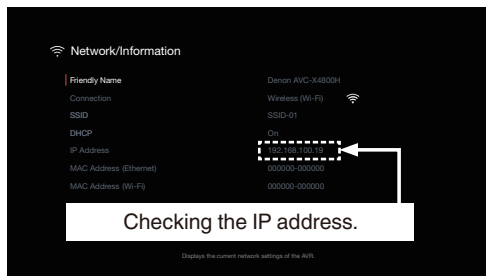 Network/Information
Friendly Name Denon AVC-X4800H
Connection Wireless (Wi-Fi)
SSID SSID-01
DHCP On
IP Address 192.168.100.19
MAC Address (Ethernet) 000000-000000
MAC Address (Wi-Fi) 000000-000000
Checking the IP address.
Displays the current network settings of the AVR.